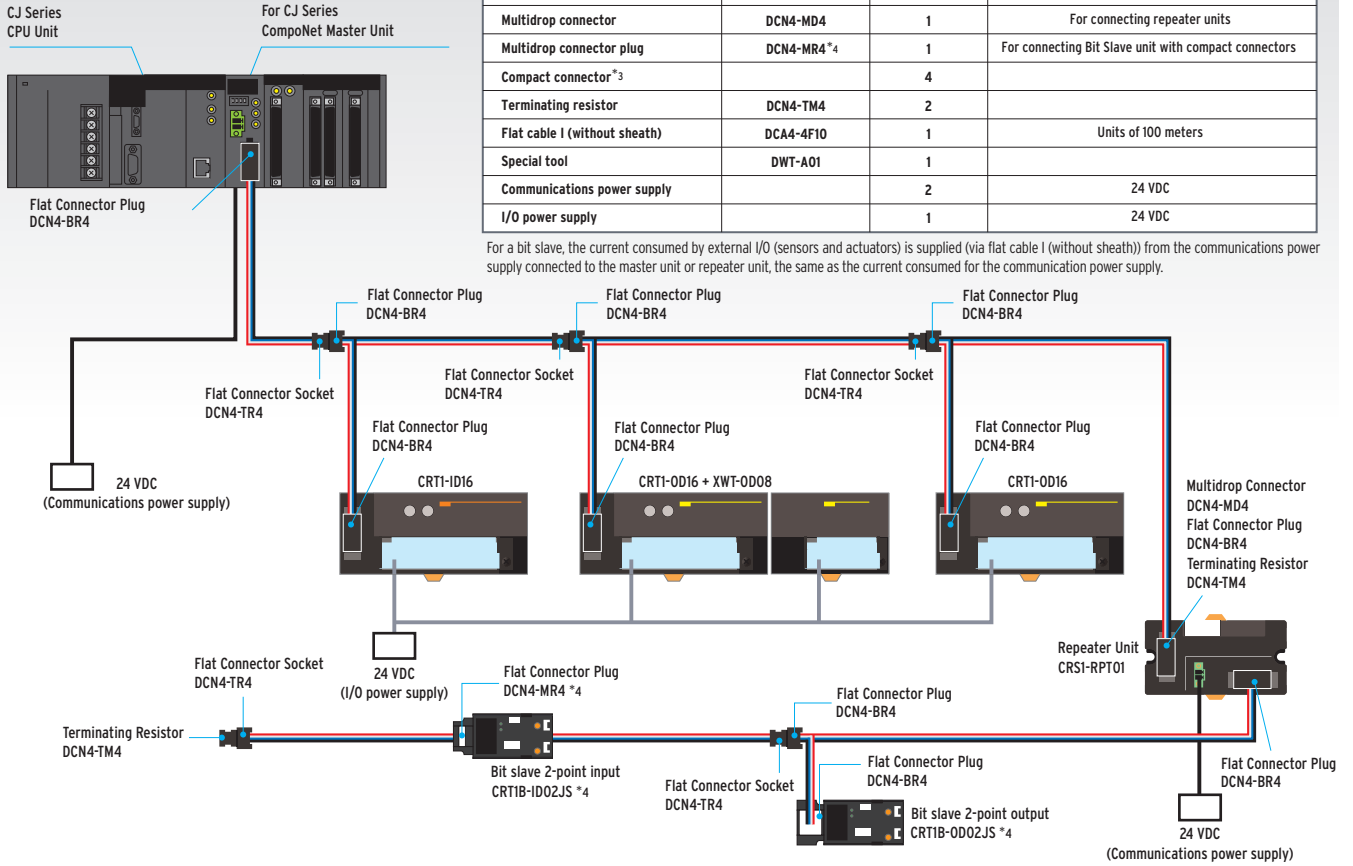 CJ Series
CPU Unit
For CJ Series
CompoNet Master Unit
Multidrop connector DCN4-MD4 1 For connecting repeater units
Multidrop connector plug DCN4-MR4*4 1 For connecting Bit Slave unit with compact connectors
Compact connector*3 4
Terminating resistor DCN4-TM4 2
Flat cable I (without sheath) DCA4-4F10 1 Units of 100 meters
Special tool DWT-A01 1
Communications power supply 2 24 VDC
I/O power supply 1 24 VDC
For a bit slave, the current consumed by external I/O (sensors and actuators) is supplied (via flat cable I (without sheath)) from the communications power
supply connected to the master unit or repeater unit, the same as the current consumed for the communication power supply.
Flat Connector Plug
DCN4-BR4
Flat Connector Plug
DCN4-BR4
Flat Connector Plug
DCN4-BR4
Flat Connector Plug
DCN4-BR4
Flat Connector Socket
DCN4-TR4
Flat Connector Socket
DCN4-TR4
Flat Connector Socket
DCN4-TR4
Flat Connector Plug
DCN4-BR4
Flat Connector Plug
DCN4-BR4
Flat Connector Plug
DCN4-BR4
24 VDC
(Communications power supply)
CRT1-ID16
CRT1-OD16 + XWT-OD08
CRT1-OD16
Multidrop Connector
DCN4-MD4
Flat Connector Plug
DCN4-BR4
Terminating Resistor
DCN4-TM4
Repeater Unit
CRS1-RPT01
24 VDC
(I/O power supply)
Flat Connector Socket
DCN4-TR4
Flat Connector Plug
DCN4-MR4 *4
Flat Connector Plug
DCN4-BR4
Terminating Resistor
DCN4-TM4
Bit slave 2-point input
CRT1B-ID02JS *4
Flat Connector Socket
DCN4-TR4
Flat Connector Plug
DCN4-BR4
Bit slave 2-point output
CRT1B-OD02JS *4
Flat Connector Plug
DCN4-BR4
24 VDC
(Communications power supply)